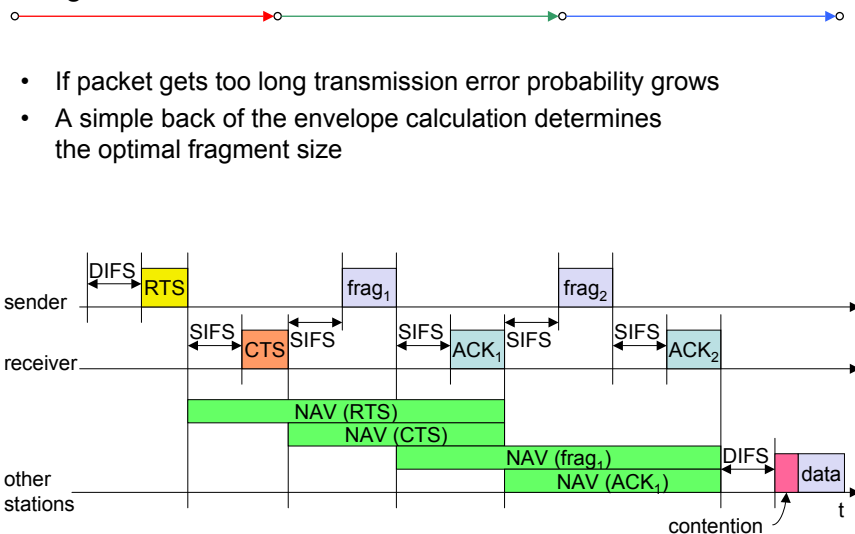 • If packet gets too long transmission error probability grows
• A simple back of the envelope calculation determines
the optimal fragment size
DIFS
RTS
frag₁
frag₂
sender
SIFS
CTS
SIFS
SIFS
ACK₁
SIFS
SIFS
ACK₂
receiver
NAV (RTS)
NAV (CTS)
NAV (frag₁)
DIFS
NAV (ACK₁)
data
other
stations
t
contention